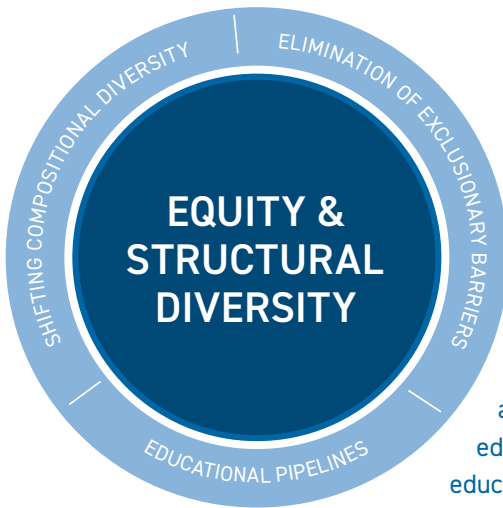 SHIFTING COMPOSITIONAL DIVERSITY
ELIMINATION OF EXCLUSIONARY BARRIERS
EQUITY &
STRUCTURAL
DIVERSITY
EDUCATIONAL PIPELINES